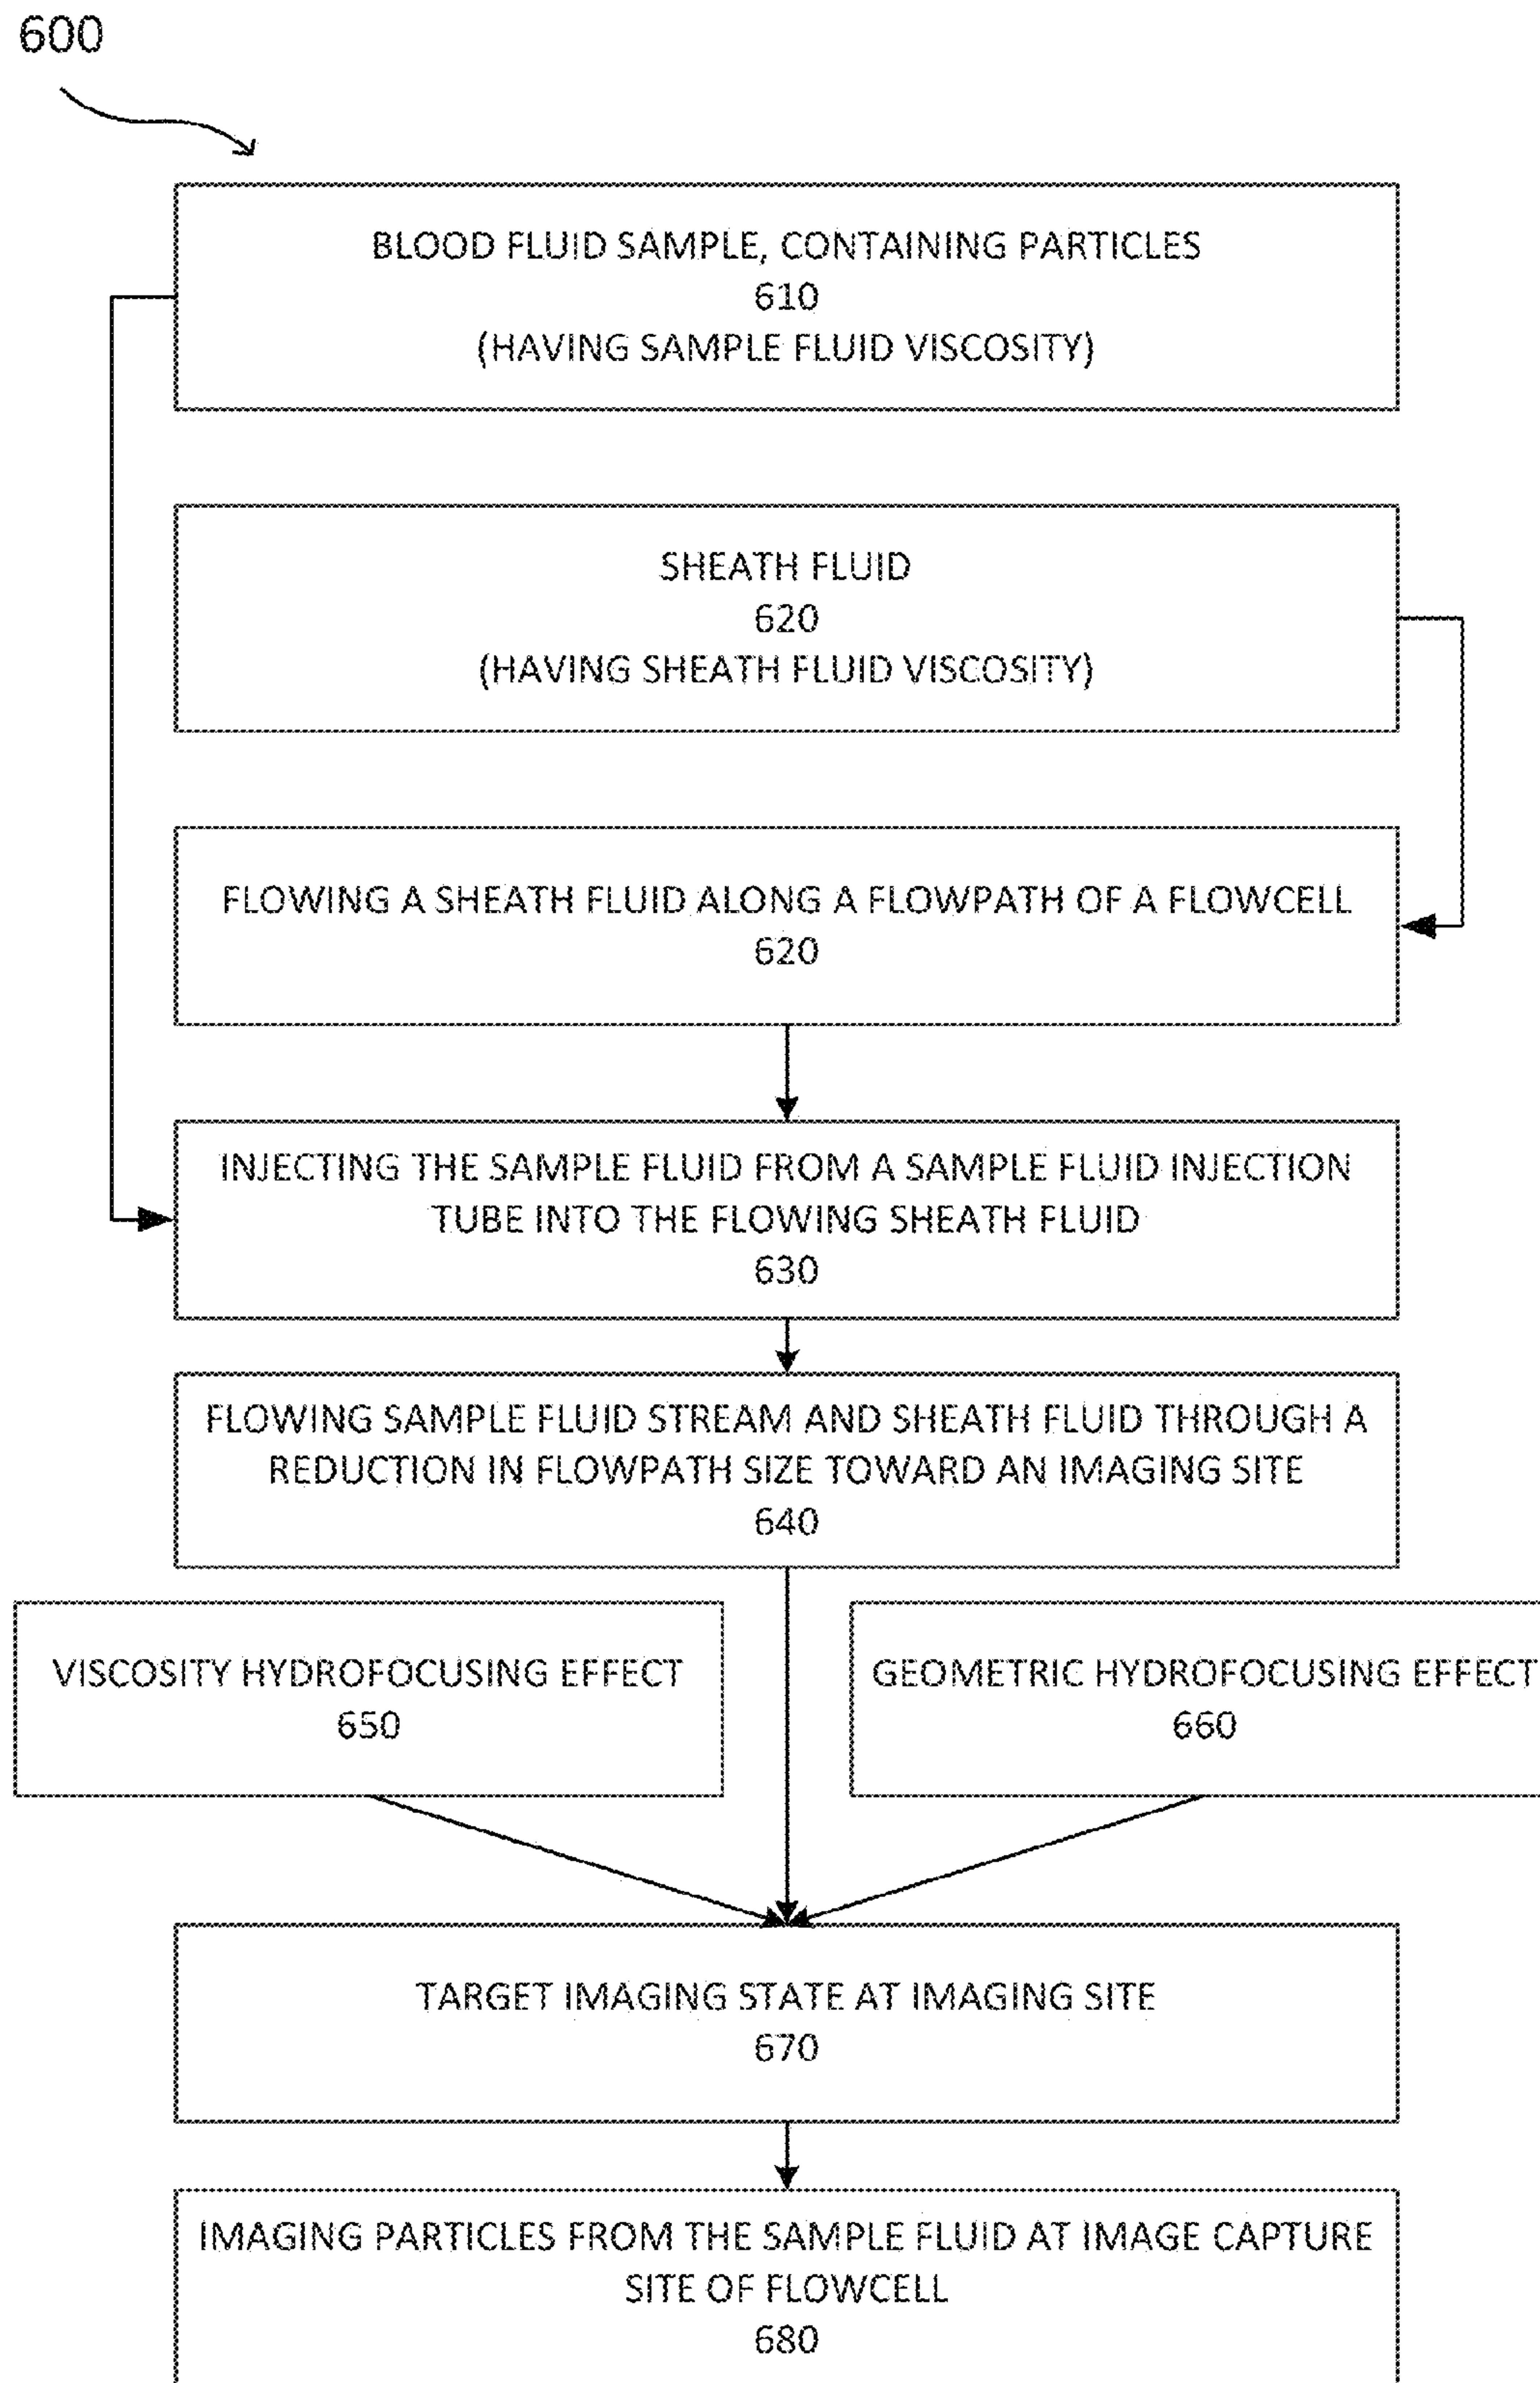 600
BLOOD FLUID SAMPLE, CONTAINING PARTICLES
610
(HAVING SAMPLE FLUID VISCOSITY)
SHEATH FLUID
620
(HAVING SHEATH FLUID VISCOSITY)
FLOWING A SHEATH FLUID ALONG A FLOWPATH OF A FLOWCELL
620
INJECTING THE SAMPLE FLUID FROM A SAMPLE FLUID INJECTION
TUBE INTO THE FLOWING SHEATH FLUID
630
FLOWING SAMPLE FLUID STREAM AND SHEATH FLUID THROUGH A
REDUCTION IN FLOWPATH SIZE TOWARD AN IMAGING SITE
640
VISCOSITY HYDROFOCUSING EFFECT
650
GEOMETRIC HYDROFOCUSING EFFECT
660
TARGET IMAGING STATE AT IMAGING SITE
670
IMAGING PARTICLES FROM THE SAMPLE FLUID AT IMAGE CAPTURE
SITE OF FLOWCELL
680